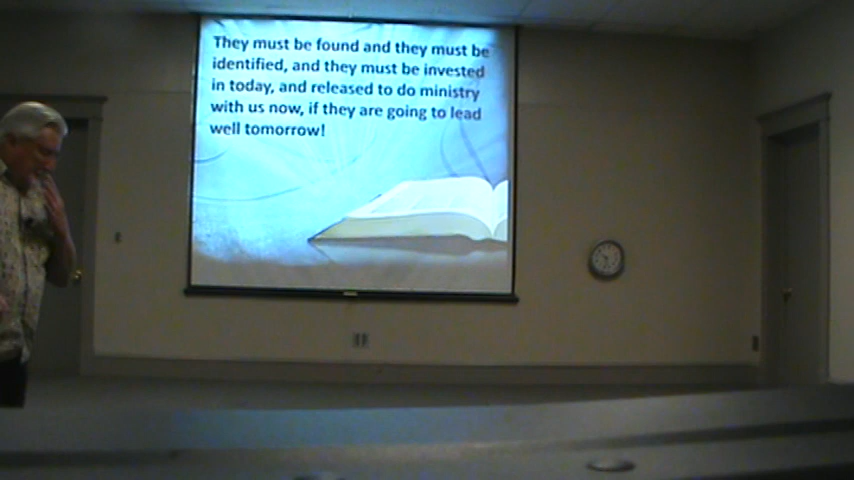 They must be found and they must be
identified, and they must be invested
in today, and released to do ministry
with us now, if they are going to lead
well tomorrow!